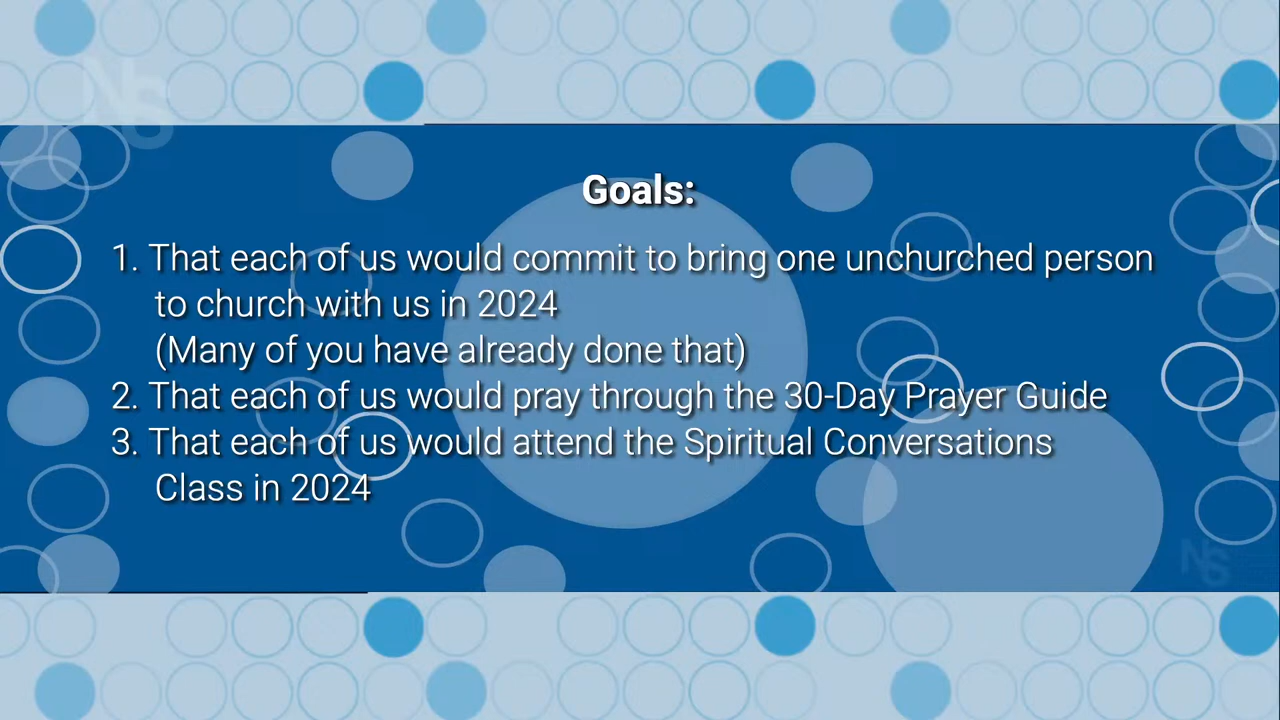 NS
Goals:
1. That each of us would commit to bring one unchurched person
to church with us in 2024
(Many of you have already done that)
2. That each of us would pray through the 30-Day Prayer Guide
3. That each of us would attend the Spiritual Conversations
Class in 2024
NS